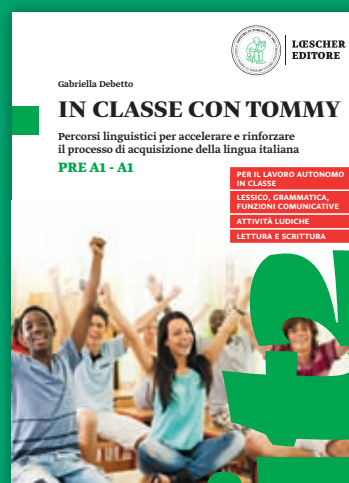 LŒSCHER
EDITORE
Gabriella Debetto
IN CLASSE CON TOMMY
Percorsi linguistici per accelerare e rinforzare
il processo di acquisizione della lingua italiana
PRE A1 - A1
PER IL LAVORO AUTONOMO
IN CLASSE
LESSICO, GRAMMATICA,
FUNZIONI COMUNICATIVE
ATTIVITÀ LUDICHE
LETTURA E SCRITTURA